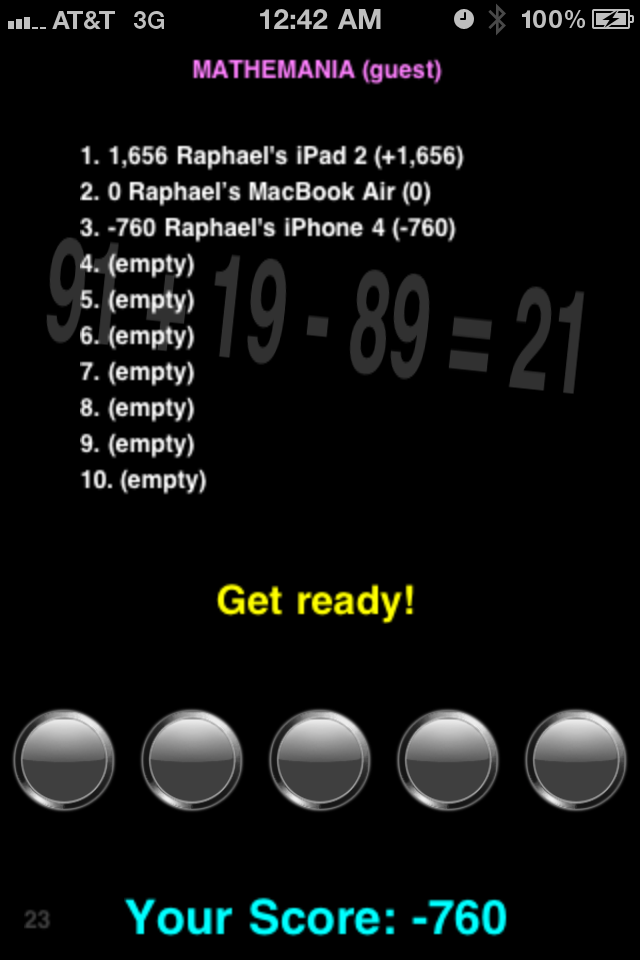 AT&T 3G 12:42 AM 100%
MATHEMANIA (guest)
1. 1,656 Raphael's iPad 2 (+1,656)
2. 0 Raphael's MacBook Air (0)
3. -760 Raphael's iPhone 4 (-760)
4. (empty)
91 + 19 - 89 = 21
5. (empty)
6. (empty)
7. (empty)
8. (empty)
9. (empty)
10. (empty)
Get ready!
23 Your Score: -760